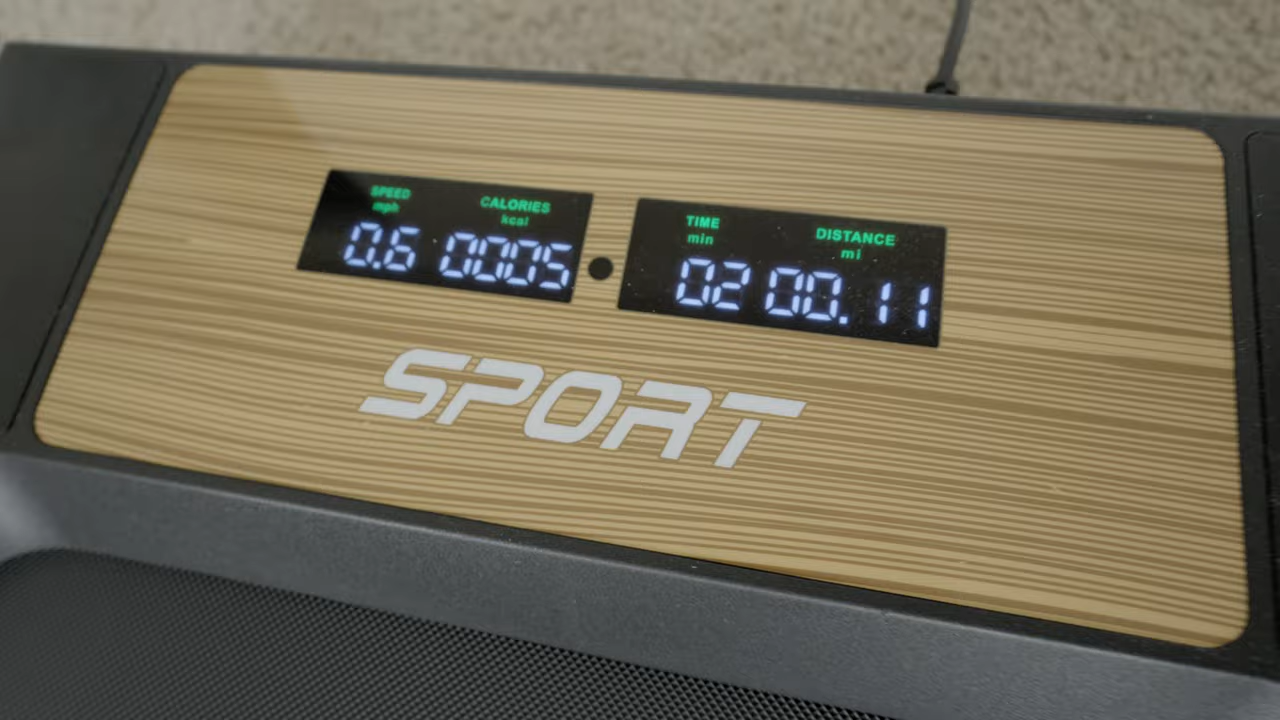 SPEED CALORIES
mph kcal
0.6 0005
TIME DISTANCE
min mi
02 00.11
SPORT